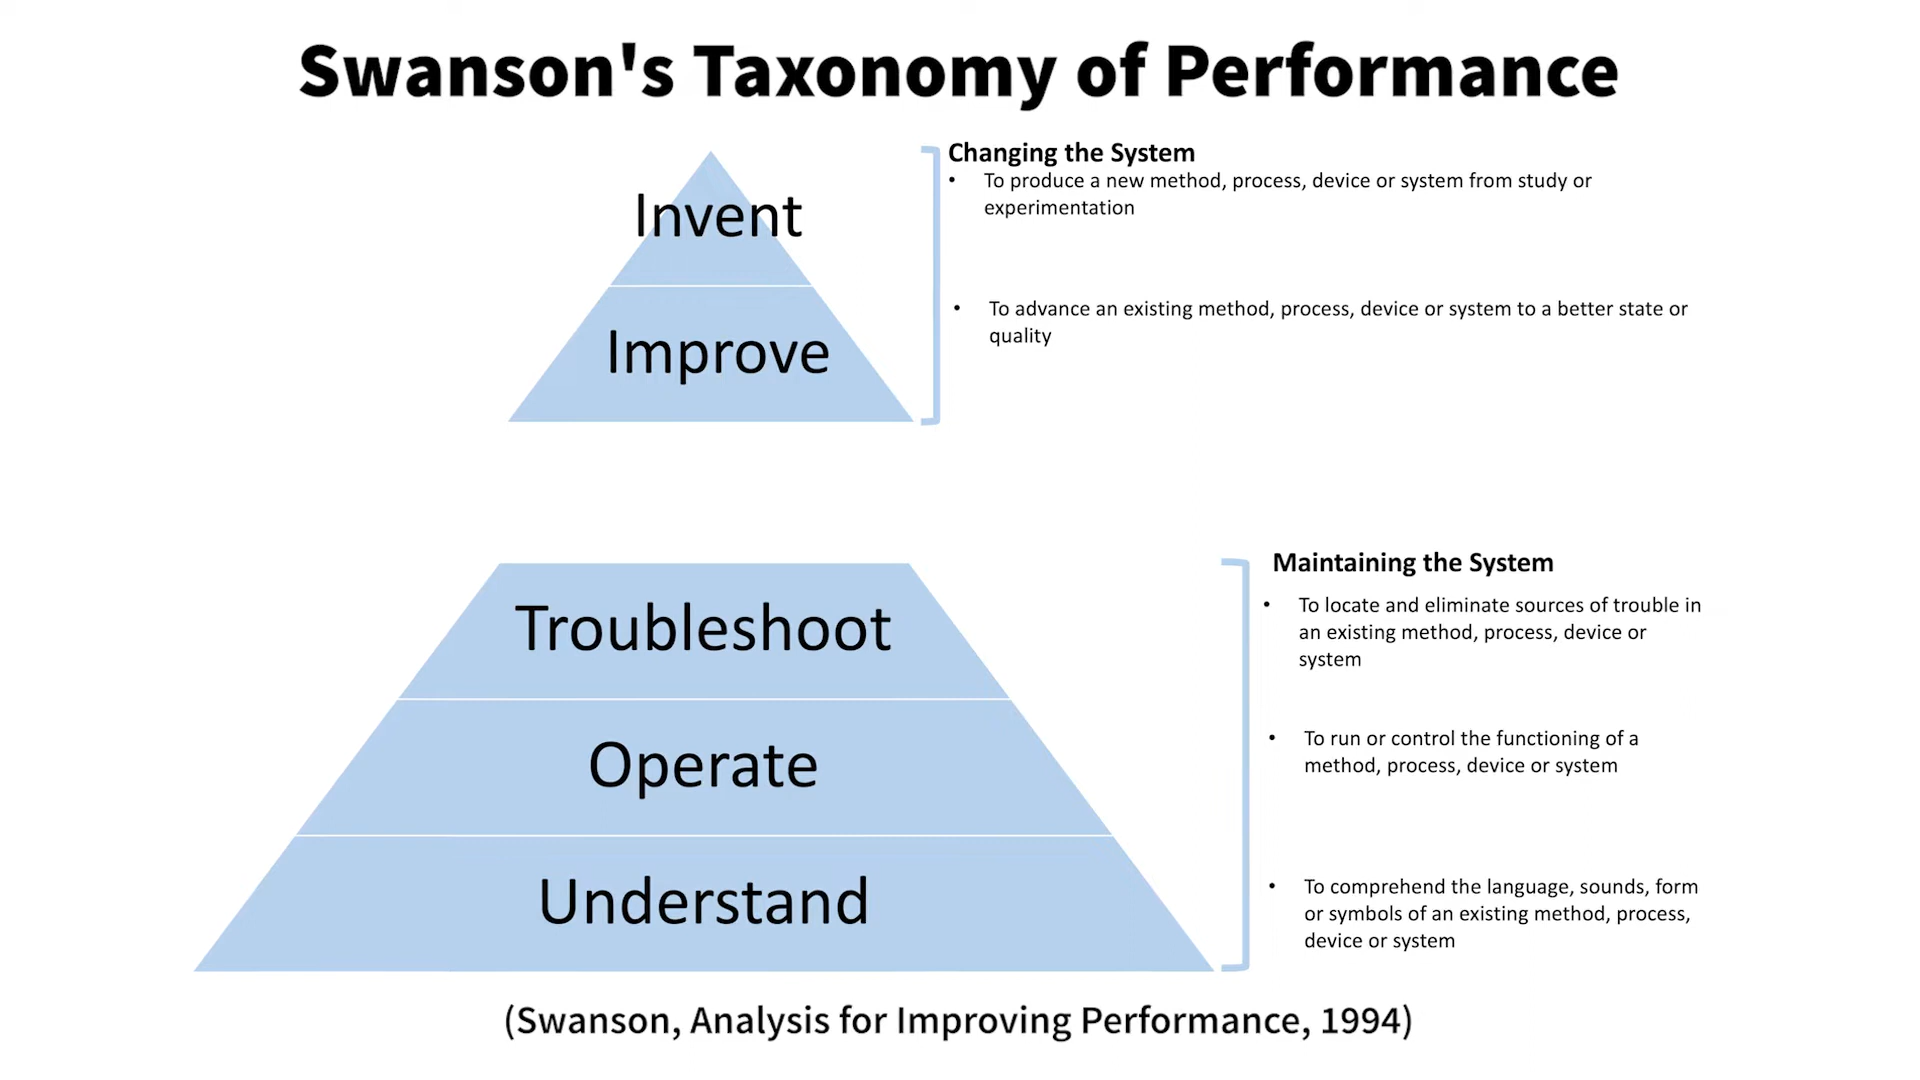 Swanson's Taxonomy of Performance
Invent
Improve
Changing the System
• To produce a new method, process, device or system from study or
experimentation
• To advance an existing method, process, device or system to a better state or
quality
Troubleshoot
Operate
Understand
Maintaining the System
• To locate and eliminate sources of trouble in
an existing method, process, device or
system
• To run or control the functioning of a
method, process, device or system
• To comprehend the language, sounds, form
or symbols of an existing method, process,
device or system
(Swanson, Analysis for Improving Performance, 1994)